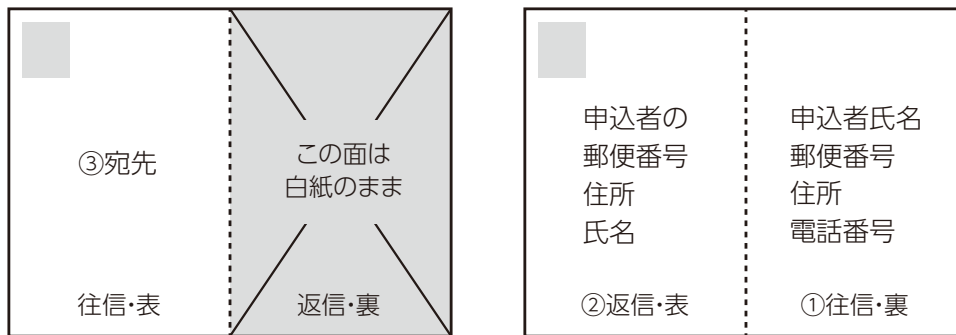 ③宛先
往信・表
この面は
白紙のまま
返信・裏
申込者の
郵便番号
住所
氏名
②返信・表
申込者氏名
郵便番号
住所
電話番号
①往信・裏